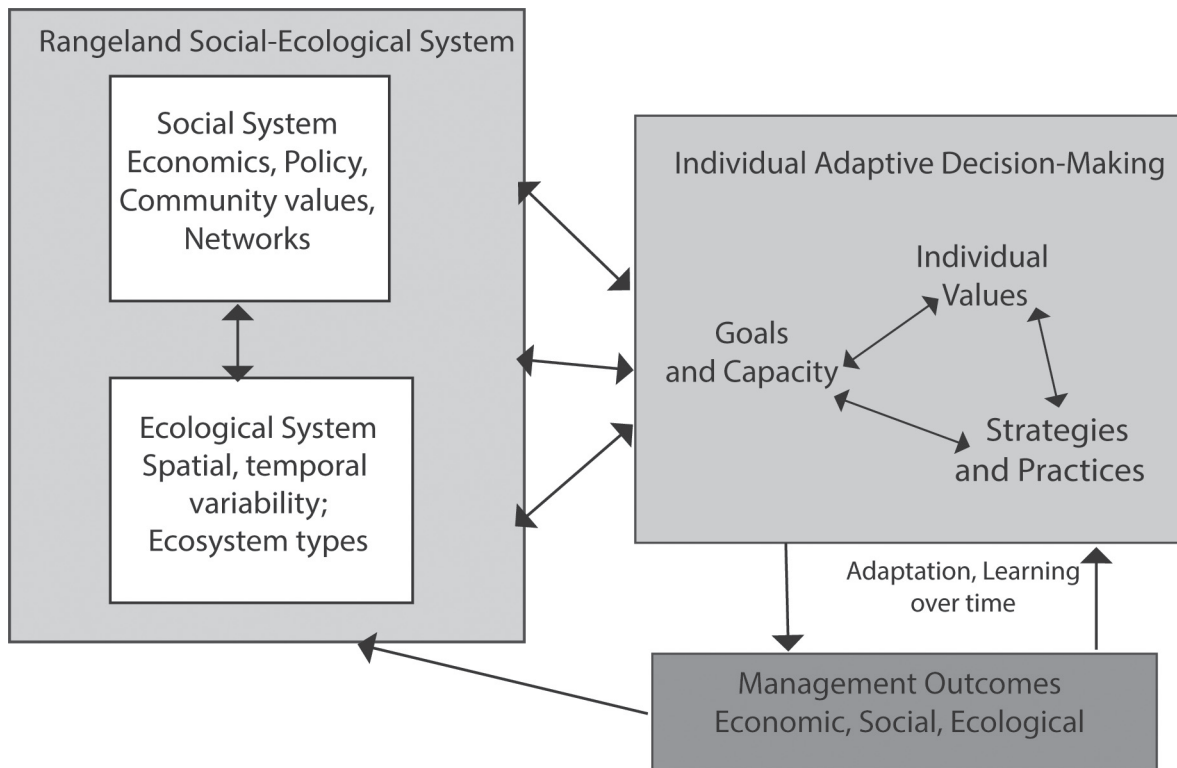 Rangeland Social-Ecological System
Social System
Economics, Policy,
Community values,
Networks
Ecological System
Spatial, temporal
variability;
Ecosystem types
Individual Adaptive Decision-Making
Individual
Values
Goals
and Capacity
Strategies
and Practices
Adaptation, Learning
over time
Management Outcomes
Economic, Social, Ecological